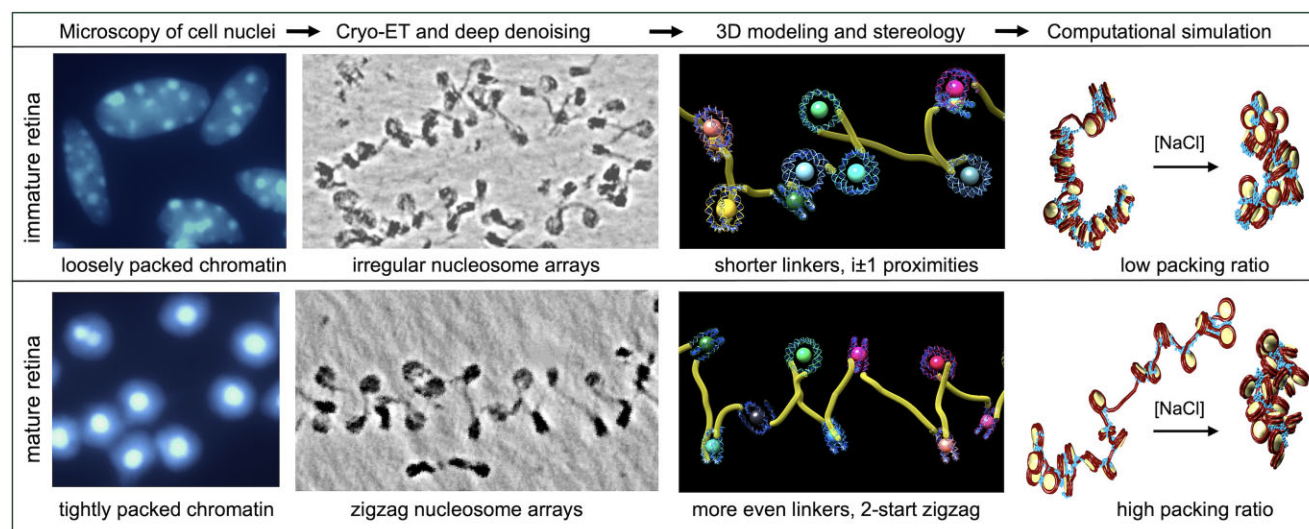 Microscopy of cell nuclei → Cryo-ET and deep denoising → 3D modeling and stereology → Computational simulation
immature retina
[NaCl]
loosely packed chromatin irregular nucleosome arrays shorter linkers, i±1 proximities low packing ratio
mature retina
[NaCl]
tightly packed chromatin zigzag nucleosome arrays more even linkers, 2-start zigzag high packing ratio